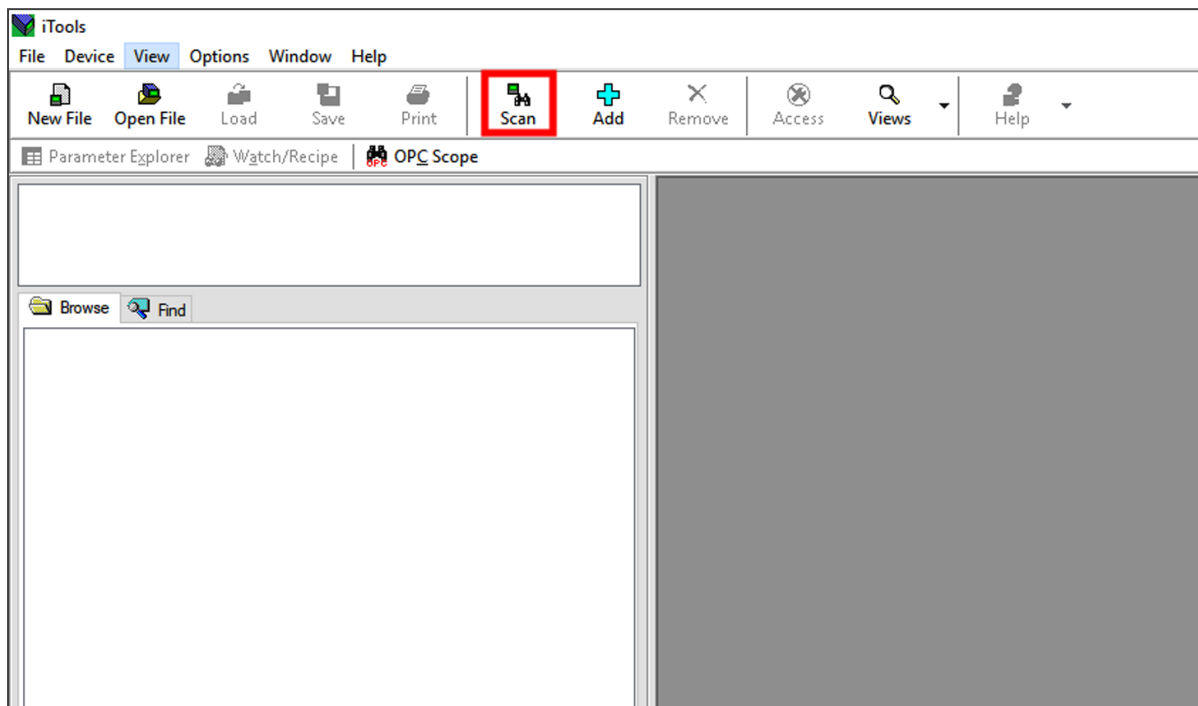 iTools
File Device View Options Window Help
New File Open File Load Save Print Scan Add Remove Access Views Help
Parameter Explorer Watch/Recipe OPC OPC Scope
Browse Find